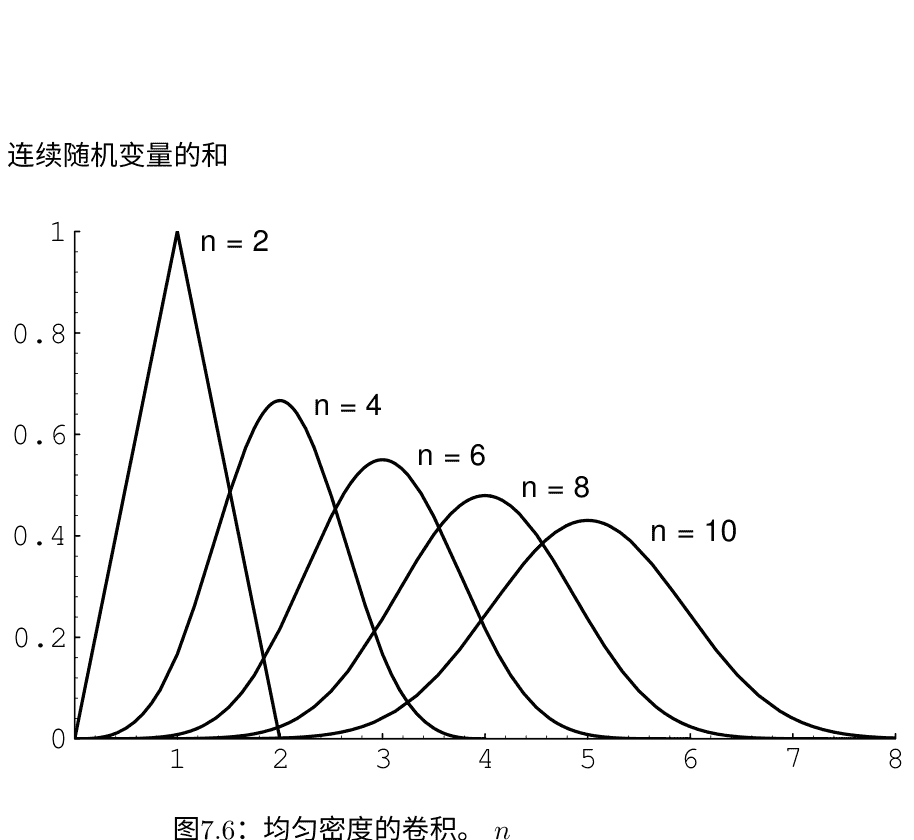 连续随机变量的和
1
n = 2
0.8
n = 4
0.6
n = 6
n = 8
0.4
n = 10
0.2
0
1 2 3 4 5 6 7 8
图7.6：均匀密度的卷积。 n